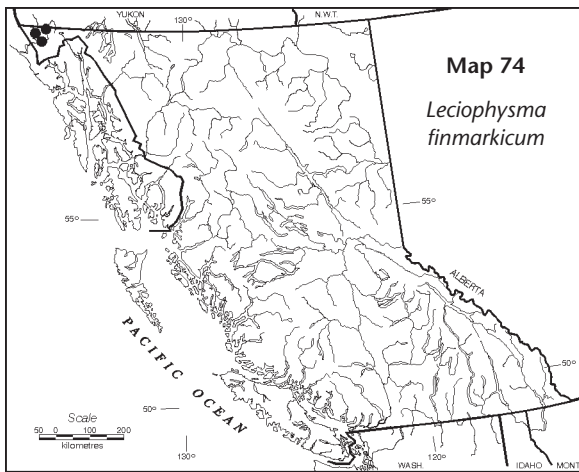 YUKON
130°
N.W.T.
Map 74
Leciophysma
finmarkicum
55°
55°
ALBERTA
PACIFIC OCEAN
50°
Scale
50°
50 0 100 200
kilometres
130°
WASH.
120°
IDAHO
MONT